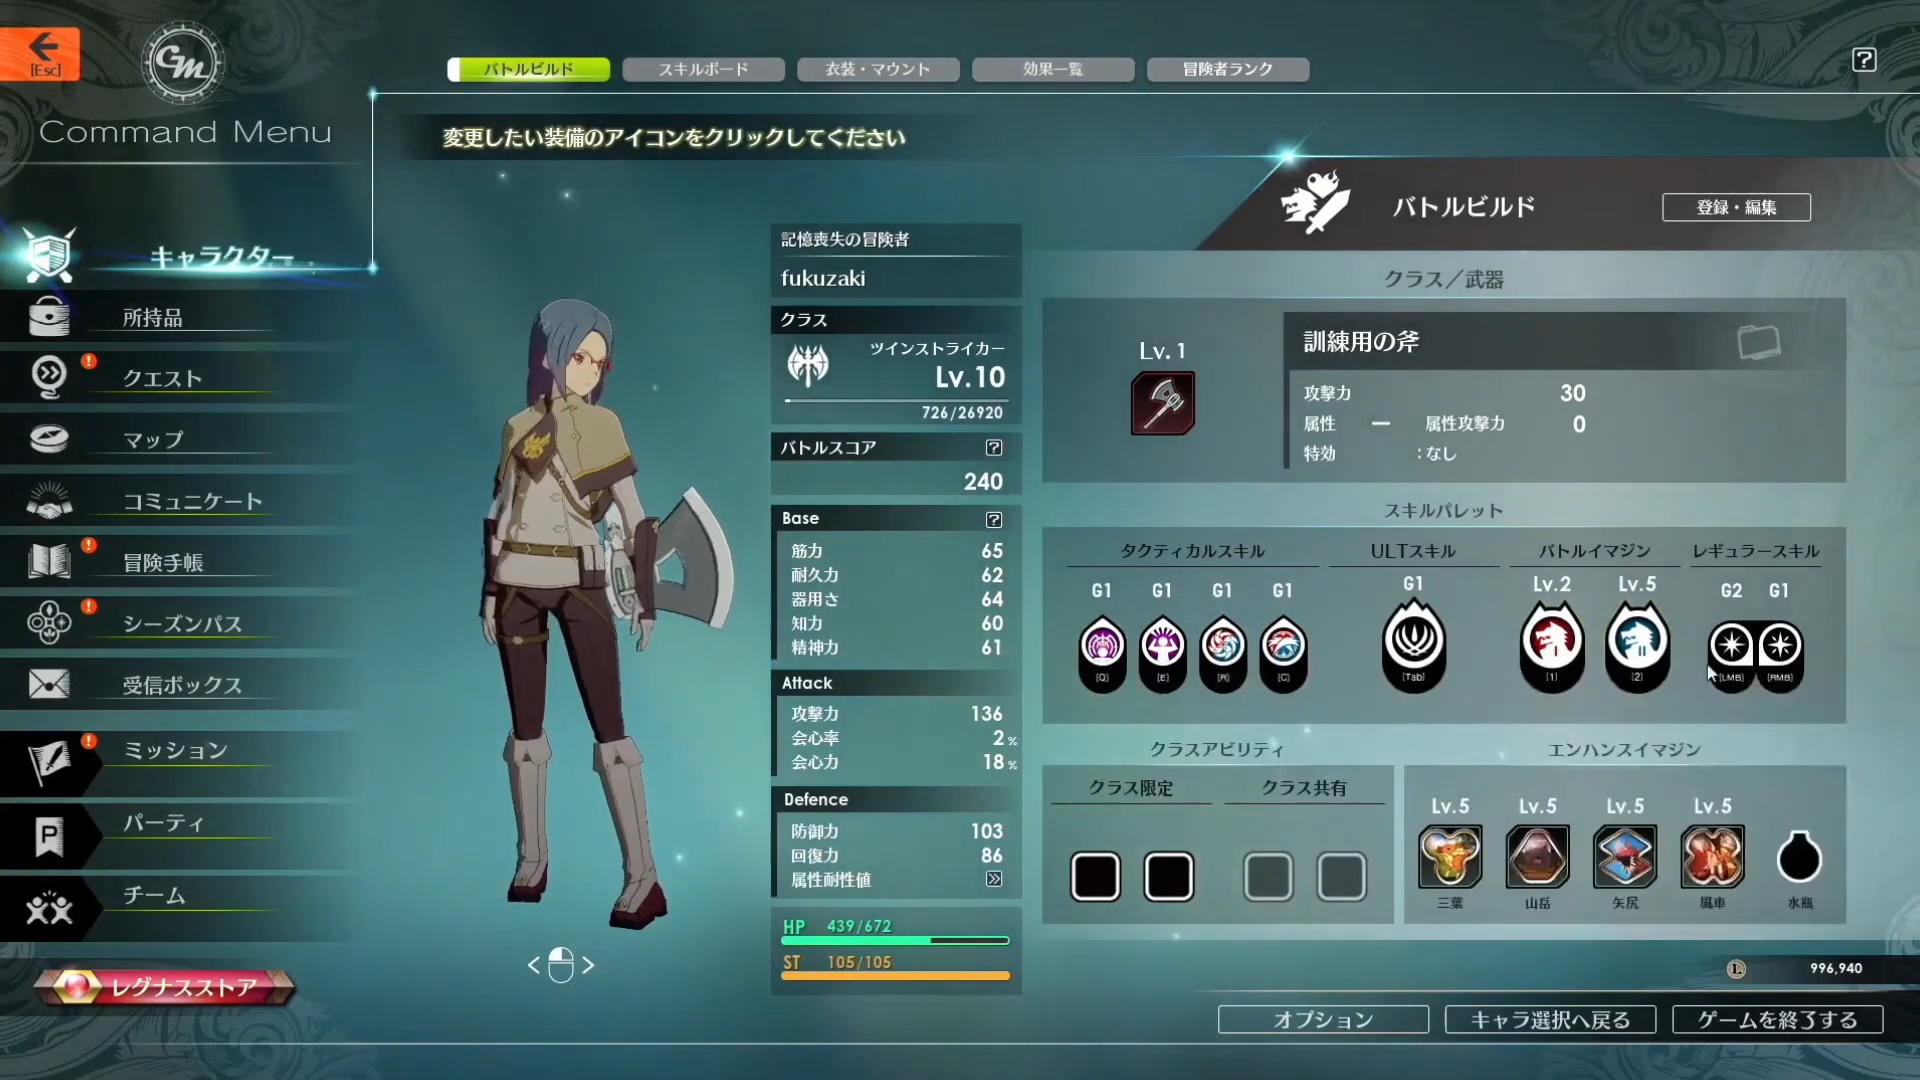 [Esc]
GM
Command Menu
バトルビルド
スキルボード
衣装・マウント
効果一覧
冒険者ランク
?
変更したい装備のアイコンをクリックしてください
キャラクター
所持品
クエスト
マップ
コミュニケート
冒険手帳
シーズンパス
受信ボックス
ミッション
P
パーティ
チーム
レグナスストア
記憶喪失の冒険者
fukuzaki
クラス
ツインストライカー
Lv.10
726/26920
バトルスコア ?
240
Base ?
筋力 65
耐久力 62
器用さ 64
知力 60
精神力 61
Attack
攻撃力 136
会心率 2 %
会心力 18 %
Defence
防御力 103
回復力 86
属性耐性値
HP 439/672
ST 105/105
バトルビルド
登録・編集
クラス／武器
Lv.1
訓練用の斧
攻撃力 30
属性 ー 属性攻撃力 0
特効 :なし
スキルパレット
タクティカルスキル ULTスキル バトルイマジン レギュラースキル
G1 G1 G1 G1 G1 Lv.2 Lv.5 G2 G1
I II
[Q] [E] [R] [C] [Tab] [1] [2] [LMB] [RMB]
クラスアビリティ
クラス限定 クラス共有
エンハンスイマジン
Lv.5 Lv.5 Lv.5 Lv.5
三葉 山岳 矢尻 風車 水瓶
996,940
オプション
キャラ選択へ戻る
ゲームを終了する